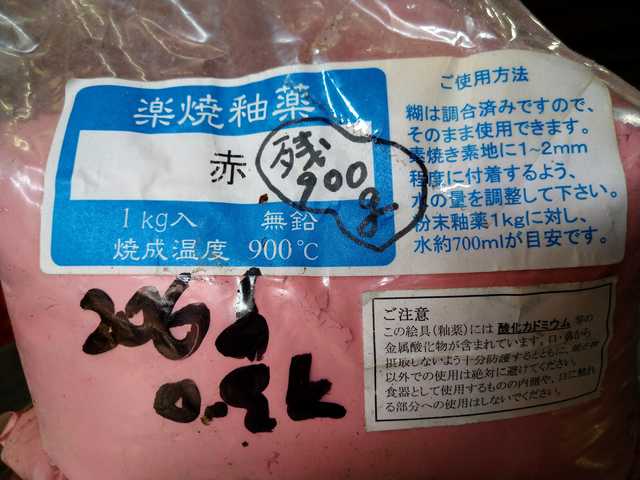 楽焼釉薬
赤
残
900
g
1kg入 無鉛
焼成温度 900℃
ご使用方法
糊は調合済みですので、
そのまま使用できます。
素焼き素地に1~2mm
程度に付着するよう、
水の量を調整して下さい。
粉末釉薬1kgに対し、
水約700mlが目安です。
ご注意
この絵具(釉薬)には酸化カドミウム等の
金属酸化物が含まれています。口・鼻から
摂取しないよう十分防護するとともに、
以外での使用は絶対に避けてください。
食器として使用するものの内側や、口に触れ
る部分への使用はしないでください。